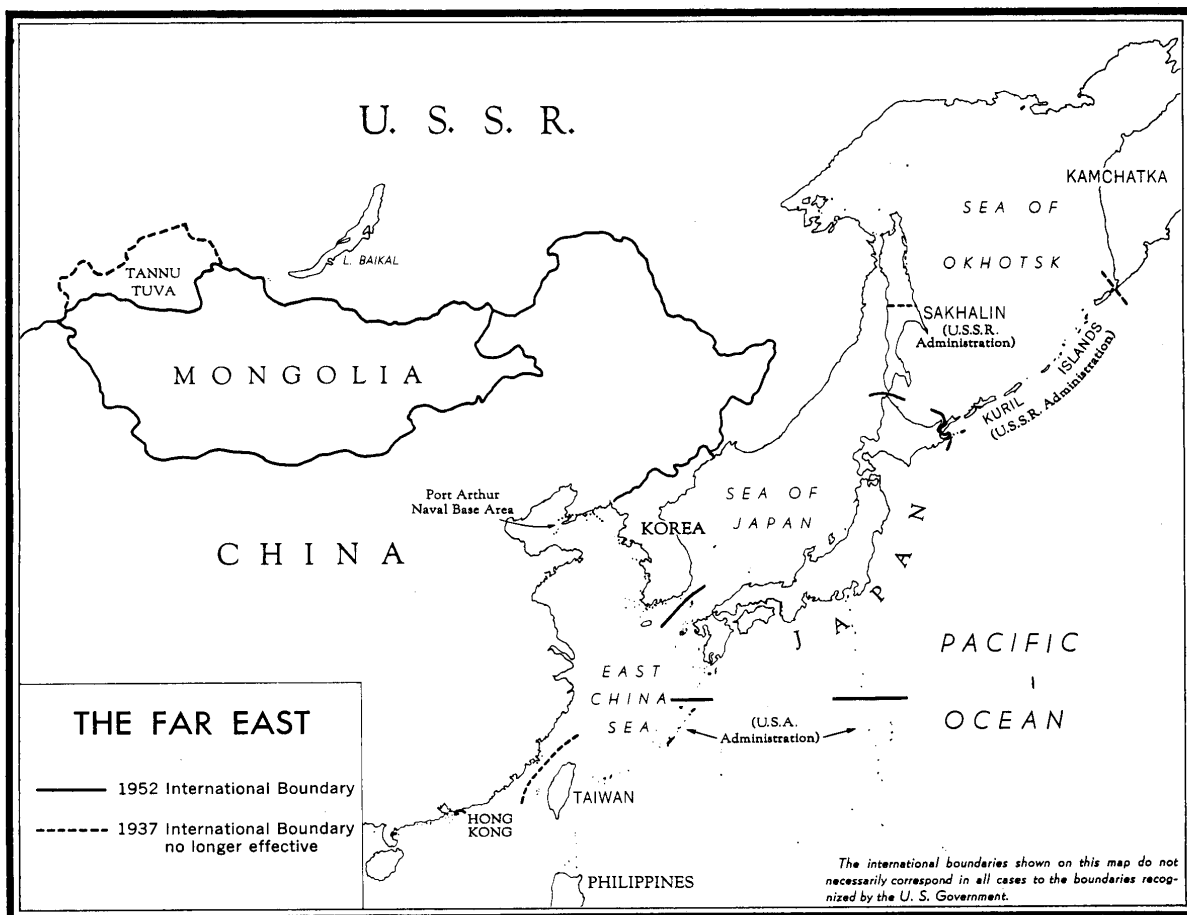 U. S. S. R.
KAMCHATKA
SEA OF
OKHOTSK
L. BAIKAL
TANNU
TUVA
SAKHALIN
(U.S.S.R.
Administration)
MONGOLIA
KURIL ISLANDS
(U.S.S.R. Administration)
Port Arthur
Naval Base Area
SEA OF
JAPAN
KOREA
CHINA
JAPAN
PACIFIC
OCEAN
EAST
CHINA
SEA
(U.S.A.
Administration)
TAIWAN
HONG
KONG
PHILIPPINES
THE FAR EAST
1952 International Boundary
1937 International Boundary
no longer effective
The international boundaries shown on this map do not
necessarily correspond in all cases to the boundaries recog-
nized by the U. S. Government.